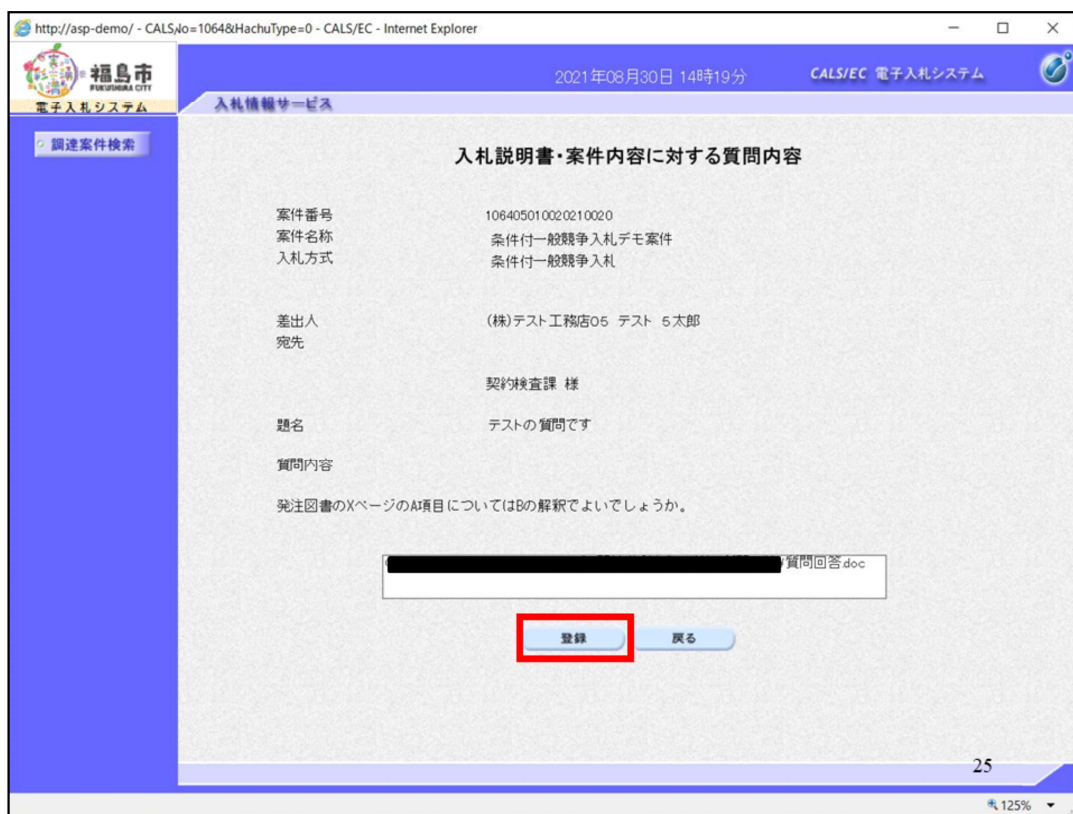 http://asp-demo/ - CALS/Io=1064&HachuType=0 - CALS/EC - Internet Explorer
福島市
FUKUSHIMA CITY
電子入札システム
2021年08月30日 14時19分
CALS/EC 電子入札システム
入札情報サービス
調達案件検索
入札説明書・案件内容に対する質問内容
案件番号 106405010020210020
案件名称 条件付一般競争入札デモ案件
入札方式 条件付一般競争入札
差出人 (株)テスト工務店05 テスト 5太郎
宛先
契約検査課 様
題名 テストの質問です
質問内容
発注図書のXページのA項目についてはBの解釈でよいでしょうか。
/質問回答.doc
登録 戻る
25
125%